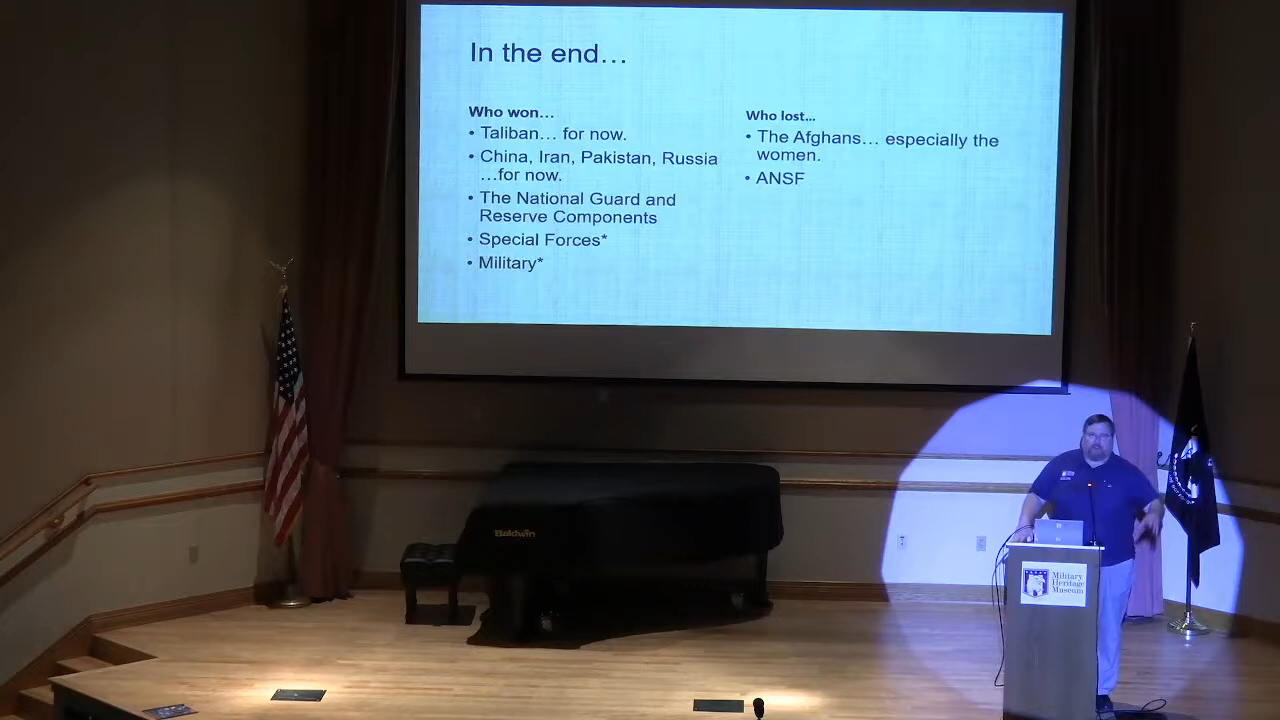 In the end…
Who won…
• Taliban… for now.
• China, Iran, Pakistan, Russia
…for now.
• The National Guard and
Reserve Components
• Special Forces*
• Military*
Who lost…
• The Afghans… especially the
women.
• ANSF
Baldwin
Military
Heritage
Museum